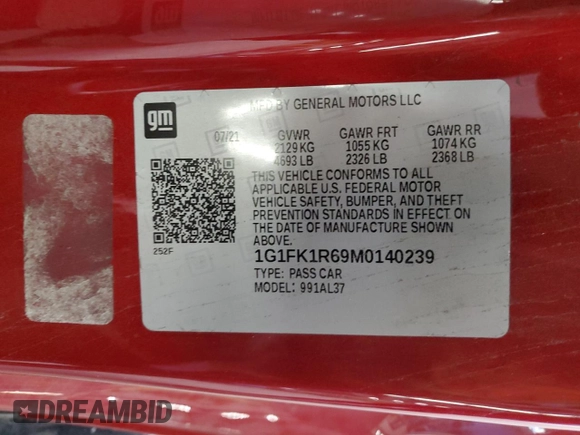 gm
MFD BY GENERAL MOTORS LLC
07/21 GVWR GAWR FRT GAWR RR
2129 KG 1055 KG 1074 KG
4693 LB 2326 LB 2368 LB
THIS VEHICLE CONFORMS TO ALL
APPLICABLE U.S. FEDERAL MOTOR
VEHICLE SAFETY, BUMPER, AND THEFT
PREVENTION STANDARDS IN EFFECT ON
THE DATE OF MANUFACTURE SHOWN
ABOVE.
252F
1G1FK1R69M0140239
TYPE: PASS CAR
MODEL: 991AL37
DREAMBID